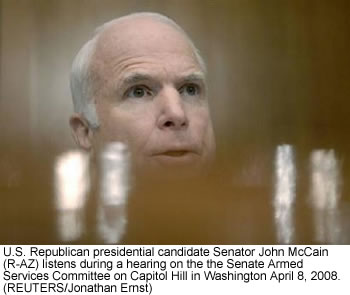 U.S. Republican presidential candidate Senator John McCain
(R-AZ) listens during a hearing on the the Senate Armed
Services Committee on Capitol Hill in Washington April 8, 2008.
(REUTERS/Jonathan Ernst)